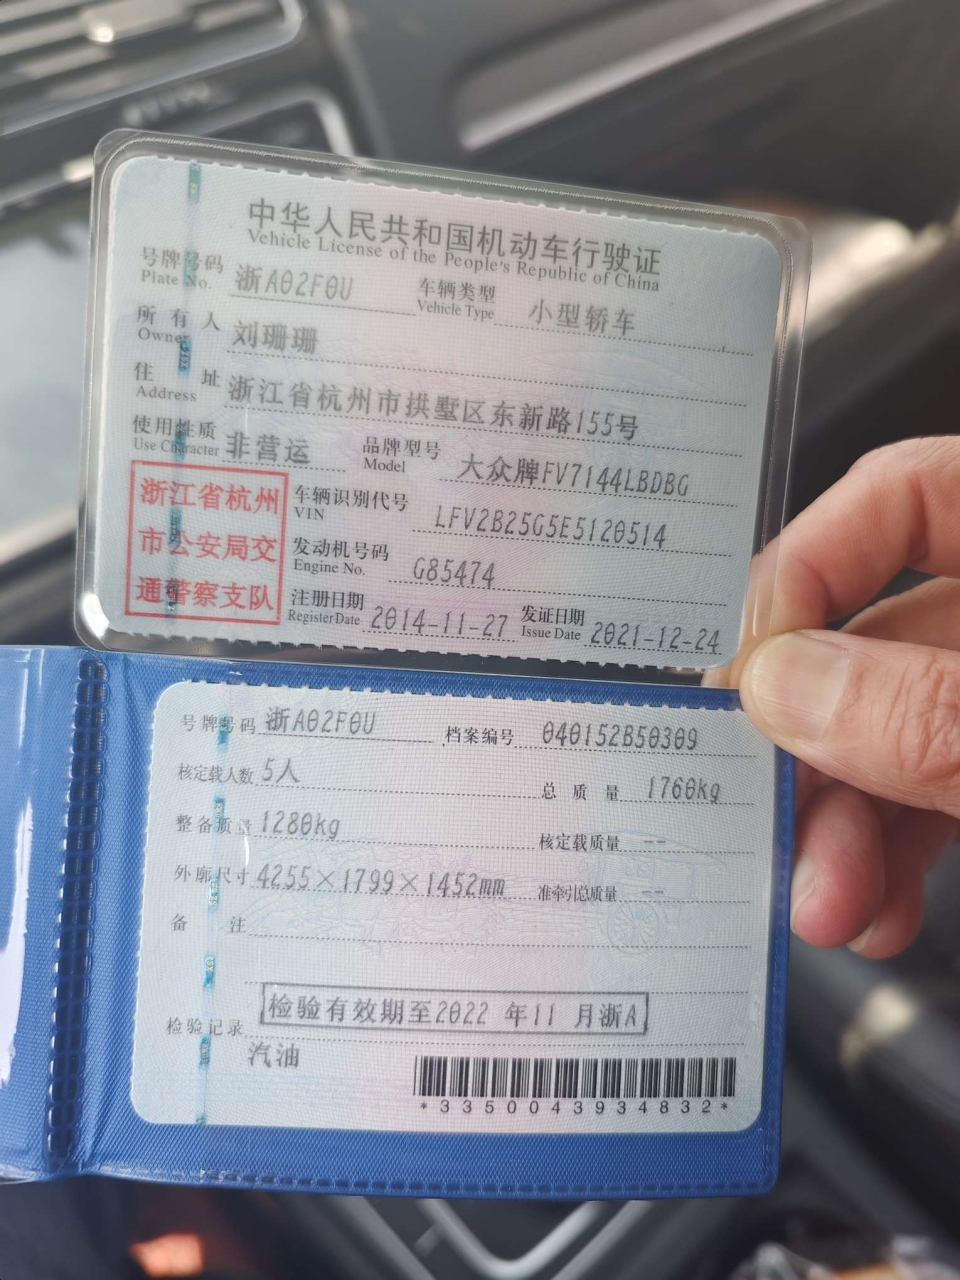 中华人民共和国机动车行驶证
Vehicle License of the People's Republic of China
号牌号码 浙A02F0U 车辆类型 小型轿车
Plate No. Vehicle Type
所有人 刘珊珊
Owner
住址 浙江省杭州市拱墅区东新路155号
Address
使用性质 非营运 品牌型号 大众牌FV7144LBDBG
Use Character Model
浙江省杭州
市公安局交
通警察支队
车辆识别代号 LFV2B25G5E5120514
VIN
发动机号码 G85474
Engine No.
注册日期 2014-11-27 发证日期 2021-12-24
Register Date Issue Date
号牌号码 浙A02F0U 档案编号 040152B50309
核定载人数 5人 总质量 1760kg
整备质量 1280kg 核定载质量 --
外廓尺寸 4255×1799×1452mm 准牵引总质量 --
备注
检验记录 检验有效期至2022 年11 月浙A
汽油
*3350043934832*